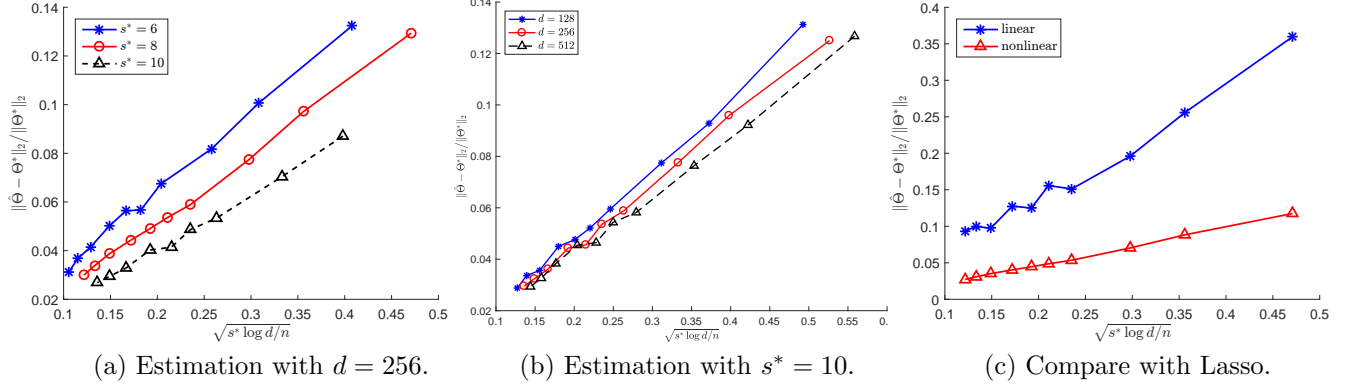 0.14
0.12
0.1
0.08
0.06
0.04
0.02
0.1 0.15 0.2 0.25 0.3 0.35 0.4 0.45 0.5
‖Θ̂ − Θ*‖₂/‖Θ*‖₂
√(s* log d/n)
s* = 6
s* = 8
s* = 10
(a) Estimation with d = 256.
0.14
0.12
0.1
0.08
0.06
0.04
0.02
0.1 0.15 0.2 0.25 0.3 0.35 0.4 0.45 0.5 0.55 0.
‖Θ̂ − Θ*‖₂/‖Θ*‖₂
√(s* log d/n)
d = 128
d = 256
d = 512
(b) Estimation with s* = 10.
0.4
0.35
0.3
0.25
0.2
0.15
0.1
0.05
0
0.1 0.15 0.2 0.25 0.3 0.35 0.4 0.45 0.5
‖Θ̂ − Θ*‖₂/‖Θ*‖₂
√(s* log d/n)
linear
nonlinear
(c) Compare with Lasso.